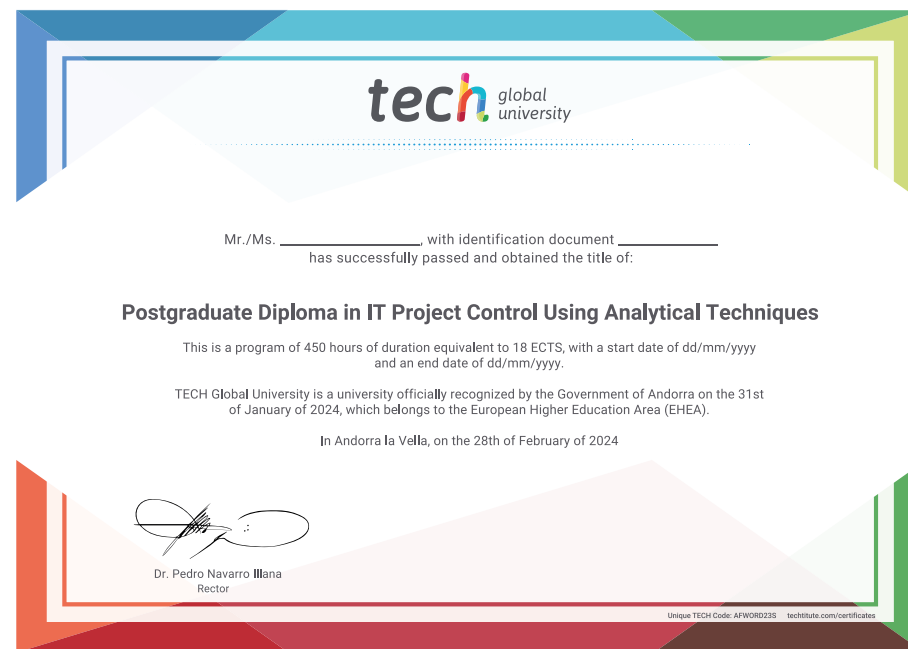 tech global university
Mr./Ms. ____________, with identification document ____________
has successfully passed and obtained the title of:
Postgraduate Diploma in IT Project Control Using Analytical Techniques
This is a program of 450 hours of duration equivalent to 18 ECTS, with a start date of dd/mm/yyyy
and an end date of dd/mm/yyyy.
TECH Global University is a university officially recognized by the Government of Andorra on the 31st
of January of 2024, which belongs to the European Higher Education Area (EHEA).
In Andorra la Vella, on the 28th of February of 2024
Dr. Pedro Navarro Illana
Rector
Unique TECH Code: AFWORD23S techtitute.com/certificates